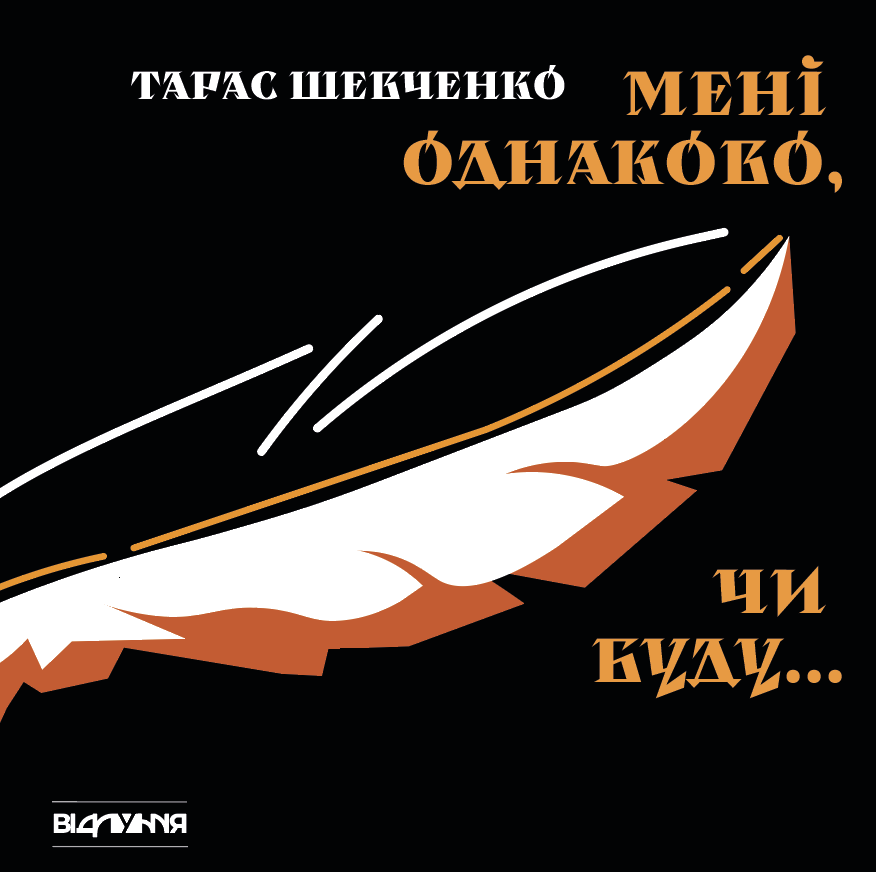 ТАРАС ШЕВЧЕНКО
МЕНІ
ОДНАКОВО,
ЧИ
БУДУ...
ВІДЛУННЯ